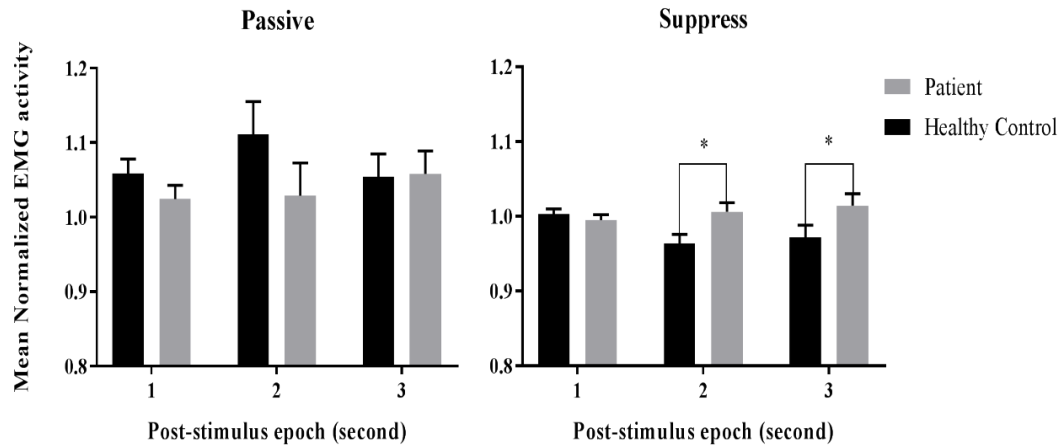 Passive
Suppress
Mean Normalized EMG activity
1.2
1.1
1.0
0.9
0.8
1
2
3
Post-stimulus epoch (second)
1.2
1.1
1.0
0.9
0.8
*
*
1
2
3
Post-stimulus epoch (second)
Patient
Healthy Control